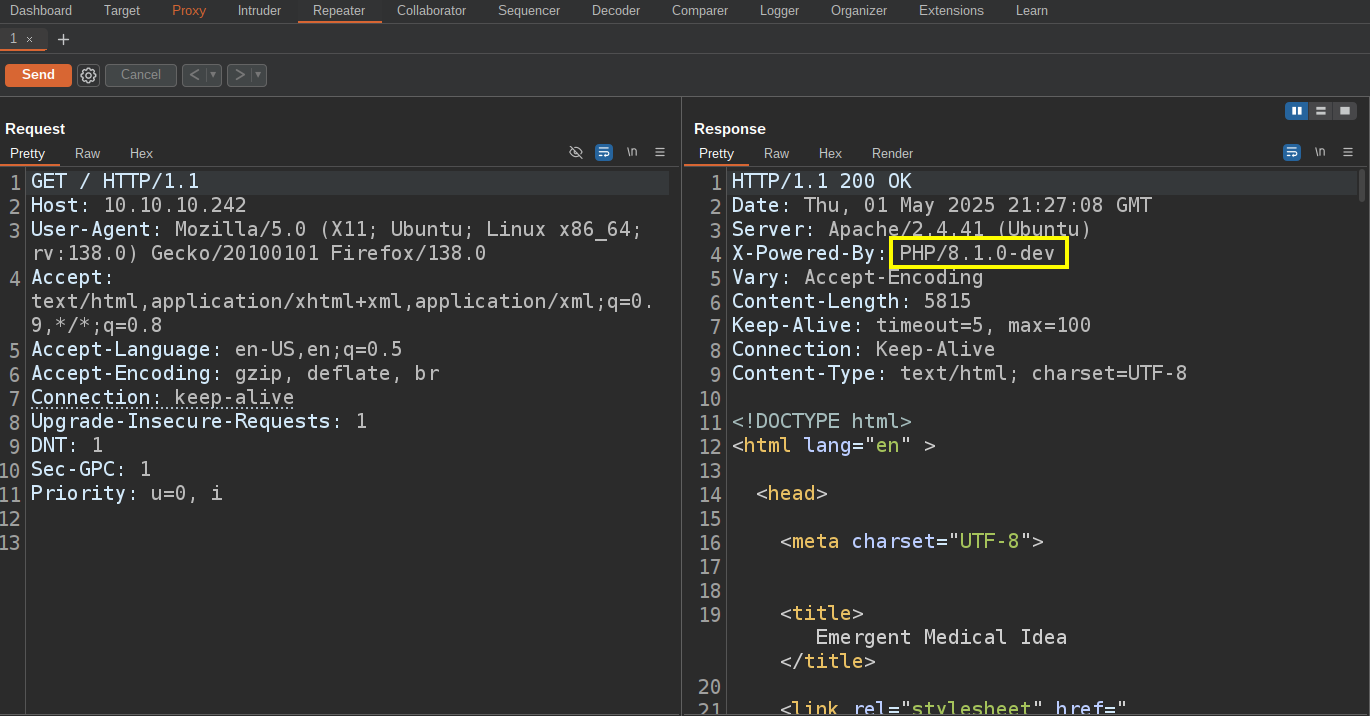 Dashboard Target Proxy Intruder Repeater Collaborator Sequencer Decoder Comparer Logger Organizer Extensions Learn
1 × +
Send Cancel < >
Request
Pretty Raw Hex \n
1 GET / HTTP/1.1
2 Host: 10.10.10.242
3 User-Agent: Mozilla/5.0 (X11; Ubuntu; Linux x86_64;
rv:138.0) Gecko/20100101 Firefox/138.0
4 Accept:
text/html,application/xhtml+xml,application/xml;q=0.
9,*/*;q=0.8
5 Accept-Language: en-US,en;q=0.5
6 Accept-Encoding: gzip, deflate, br
7 Connection: keep-alive
8 Upgrade-Insecure-Requests: 1
9 DNT: 1
10 Sec-GPC: 1
11 Priority: u=0, i
12
13
Response
Pretty Raw Hex Render \n
1 HTTP/1.1 200 OK
2 Date: Thu, 01 May 2025 21:27:08 GMT
3 Server: Apache/2.4.41 (Ubuntu)
4 X-Powered-By: PHP/8.1.0-dev
5 Vary: Accept-Encoding
6 Content-Length: 5815
7 Keep-Alive: timeout=5, max=100
8 Connection: Keep-Alive
9 Content-Type: text/html; charset=UTF-8
10
11 <!DOCTYPE html>
12 <html lang="en" >
13
14 <head>
15
16 <meta charset="UTF-8">
17
18
19 <title>
Emergent Medical Idea
</title>
20
21 <link rel="stylesheet" href="